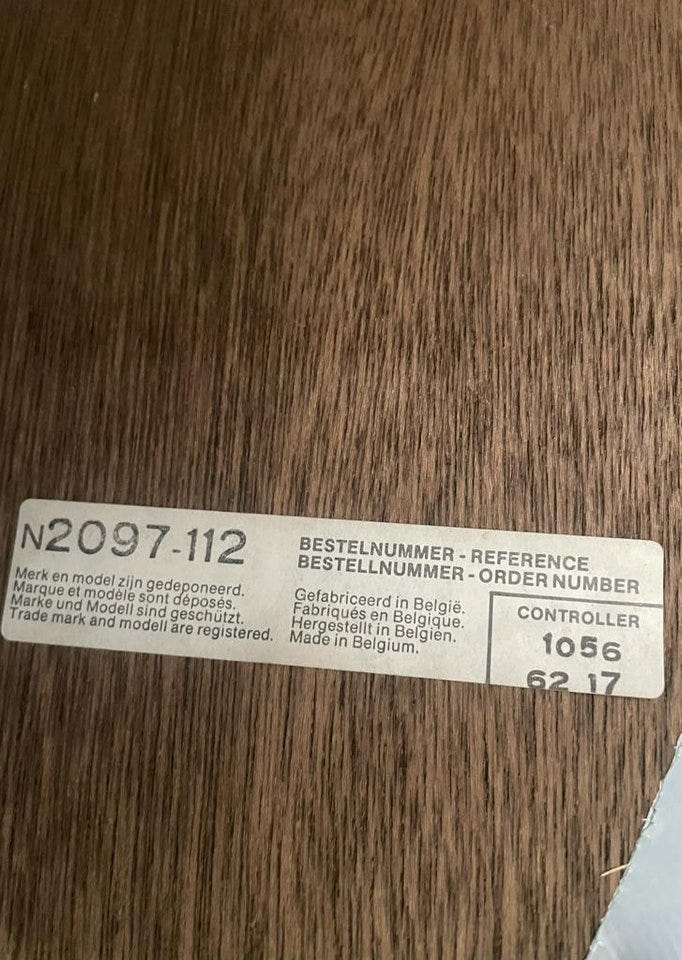 N2097-112
Merk en model zijn gedeponeerd.
Marque et modèle sont déposés.
Marke und Modell sind geschützt.
Trade mark and modell are registered.
BESTELNUMMER - REFERENCE
BESTELLNUMMER - ORDER NUMBER
Gefabriceerd in België.
Fabriqués en Belgique.
Hergestellt in Belgien.
Made in Belgium.
CONTROLLER
1056
62 17